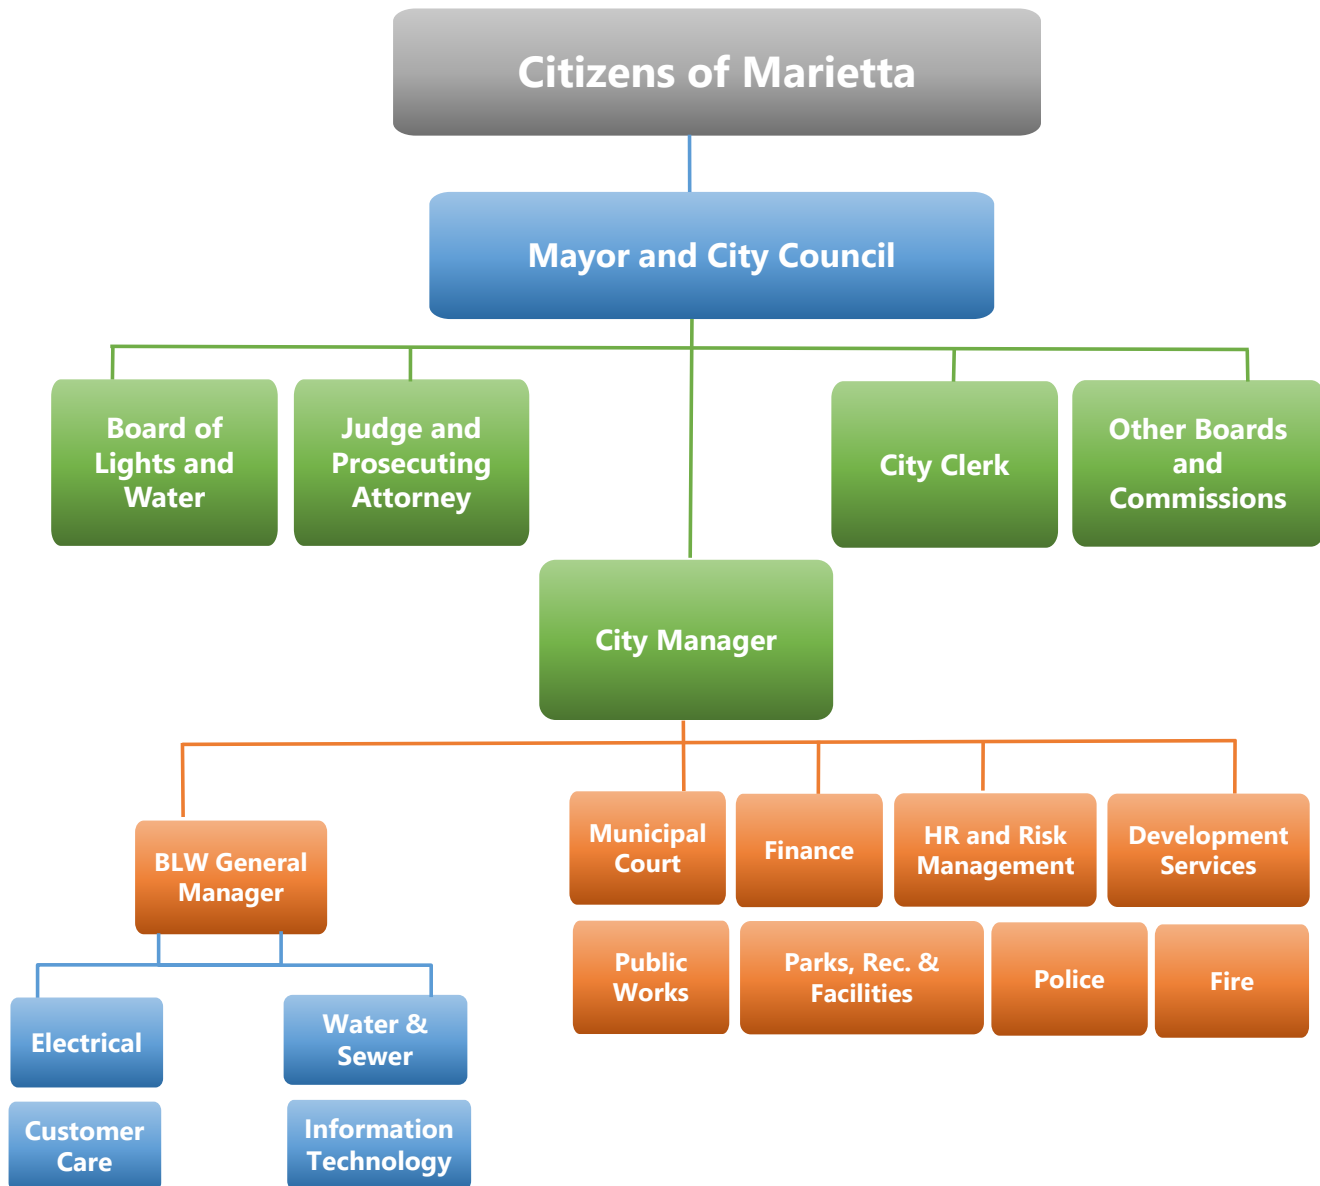 Citizens of Marietta
Mayor and City Council
Board of
Lights and
Water
Judge and
Prosecuting
Attorney
City Clerk
Other Boards
and
Commissions
City Manager
BLW General
Manager
Municipal
Court
Finance
HR and Risk
Management
Development
Services
Public
Works
Parks, Rec. &
Facilities
Police
Fire
Electrical
Water &
Sewer
Customer
Care
Information
Technology